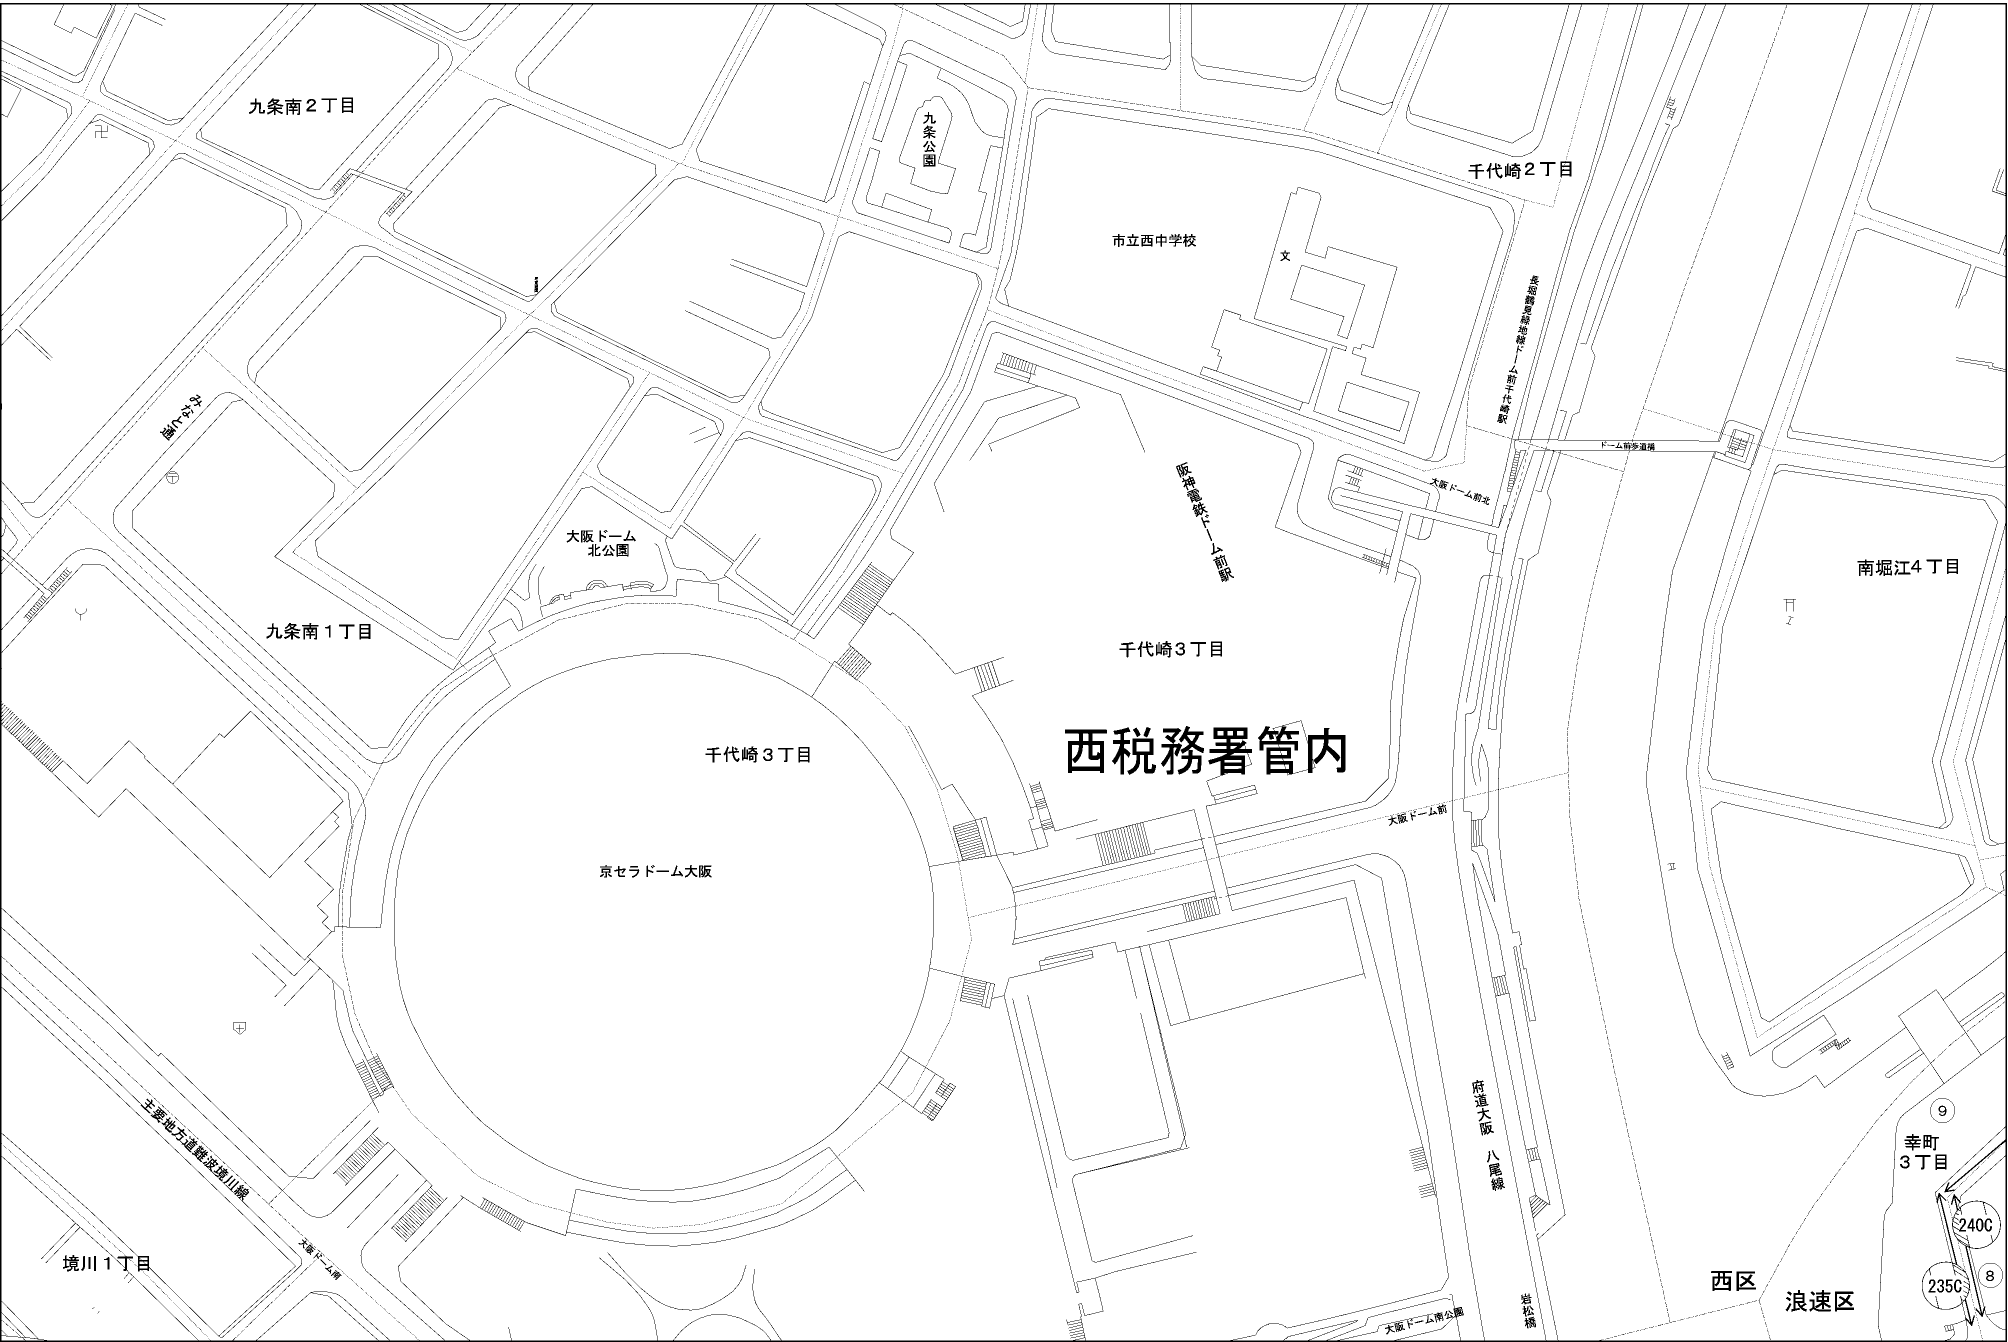 九条南２丁目
九条公園
千代崎２丁目
市立西中学校
文
長堀鶴見緑地線ドーム前千代崎駅
みなと通
ドーム前歩道橋
阪神電鉄ドーム前駅
大阪ドーム前北
大阪ドーム
北公園
南堀江４丁目
九条南１丁目
千代崎３丁目
西税務署管内
千代崎３丁目
大阪ドーム前
京セラドーム大阪
主要地方道難波境川線
府道大阪 八尾線
9
幸町
３丁目
240C
境川１丁目
大阪ドーム南
235C
8
西区
浪速区
岩松橋
大阪ドーム南公園